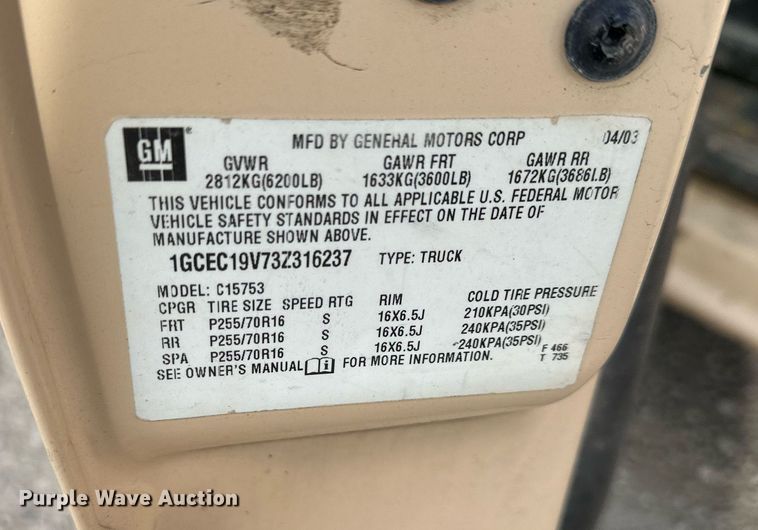 GM MFD BY GENERAL MOTORS CORP 04/03
GVWR GAWR FRT GAWR RR
2812KG(6200LB) 1633KG(3600LB) 1672KG(3686LB)
THIS VEHICLE CONFORMS TO ALL APPLICABLE U.S. FEDERAL MOTOR
VEHICLE SAFETY STANDARDS IN EFFECT ON THE DATE OF
MANUFACTURE SHOWN ABOVE.
1GCEC19V73Z316237 TYPE: TRUCK
MODEL: C15753
CPGR TIRE SIZE SPEED RTG RIM COLD TIRE PRESSURE
FRT P255/70R16 S 16X6.5J 210KPA(30PSI)
RR P255/70R16 S 16X6.5J 240KPA(35PSI)
SPA P255/70R16 S 16X6.5J 240KPA(35PSI) F 466
SEE OWNER'S MANUAL FOR MORE INFORMATION. T 735
Purple Wave Auction